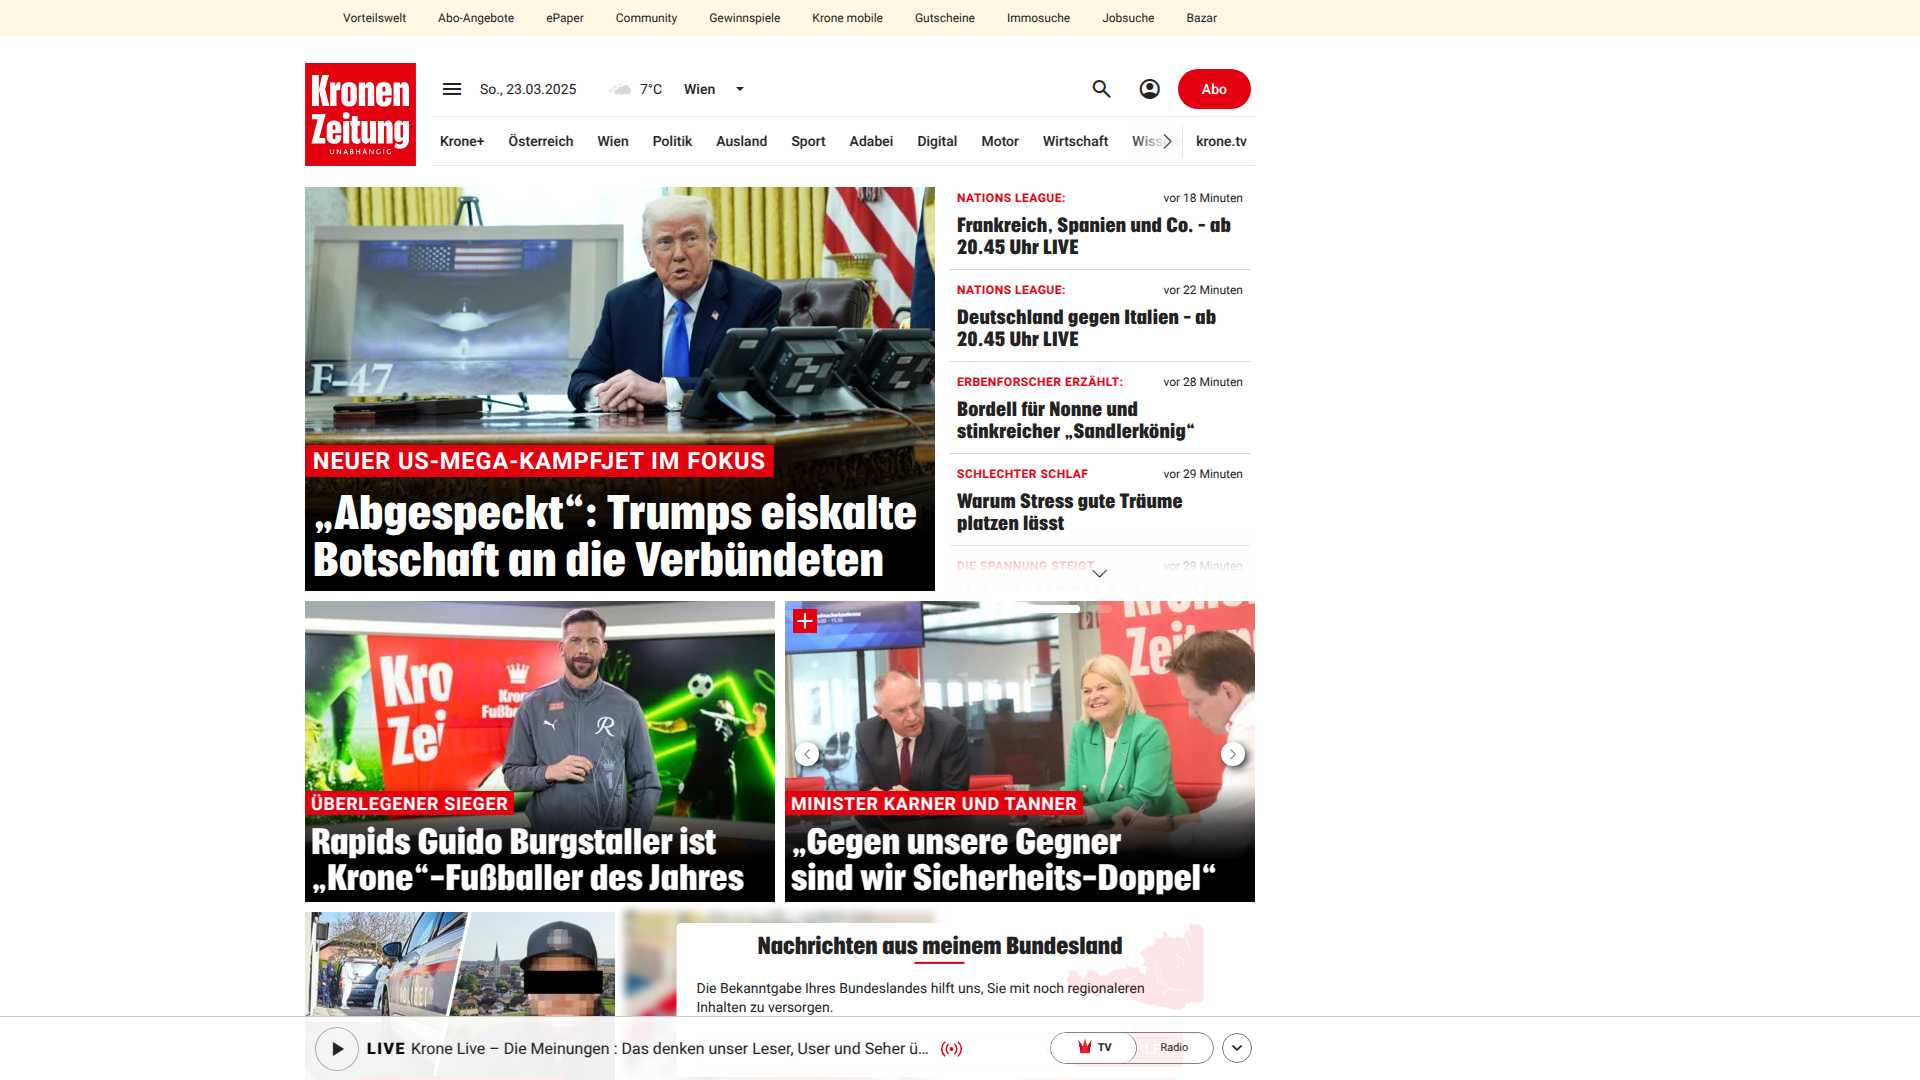 Vorteilswelt Abo-Angebote ePaper Community Gewinnspiele Krone mobile Gutscheine Immosuche Jobsuche Bazar
Kronen
Zeitung
UNABHÄNGIG
So., 23.03.2025 7°C Wien
Abo
Krone+ Österreich Wien Politik Ausland Sport Adabei Digital Motor Wirtschaft Wiss krone.tv
F-47
NEUER US-MEGA-KAMPFJET IM FOKUS
„Abgespeckt“: Trumps eiskalte
Botschaft an die Verbündeten
NATIONS LEAGUE: vor 18 Minuten
Frankreich, Spanien und Co. - ab
20.45 Uhr LIVE
NATIONS LEAGUE: vor 22 Minuten
Deutschland gegen Italien - ab
20.45 Uhr LIVE
ERBENFORSCHER ERZÄHLT: vor 28 Minuten
Bordell für Nonne und
stinkreicher „Sandlerkönig“
SCHLECHTER SCHLAF vor 29 Minuten
Warum Stress gute Träume
platzen lässt
DIE SPANNUNG STEIGT vor 29 Minuten
Kro
Zei
Kron
Fußb
R
ÜBERLEGENER SIEGER
Rapids Guido Burgstaller ist
„Krone“-Fußballer des Jahres
Kronen
Zei
MINISTER KARNER UND TANNER
„Gegen unsere Gegner
sind wir Sicherheits-Doppel“
Nachrichten aus meinem Bundesland
Die Bekanntgabe Ihres Bundeslandes hilft uns, Sie mit noch regionaleren
Inhalten zu versorgen.
LIVE Krone Live – Die Meinungen : Das denken unser Leser, User und Seher ü...
TV Radio